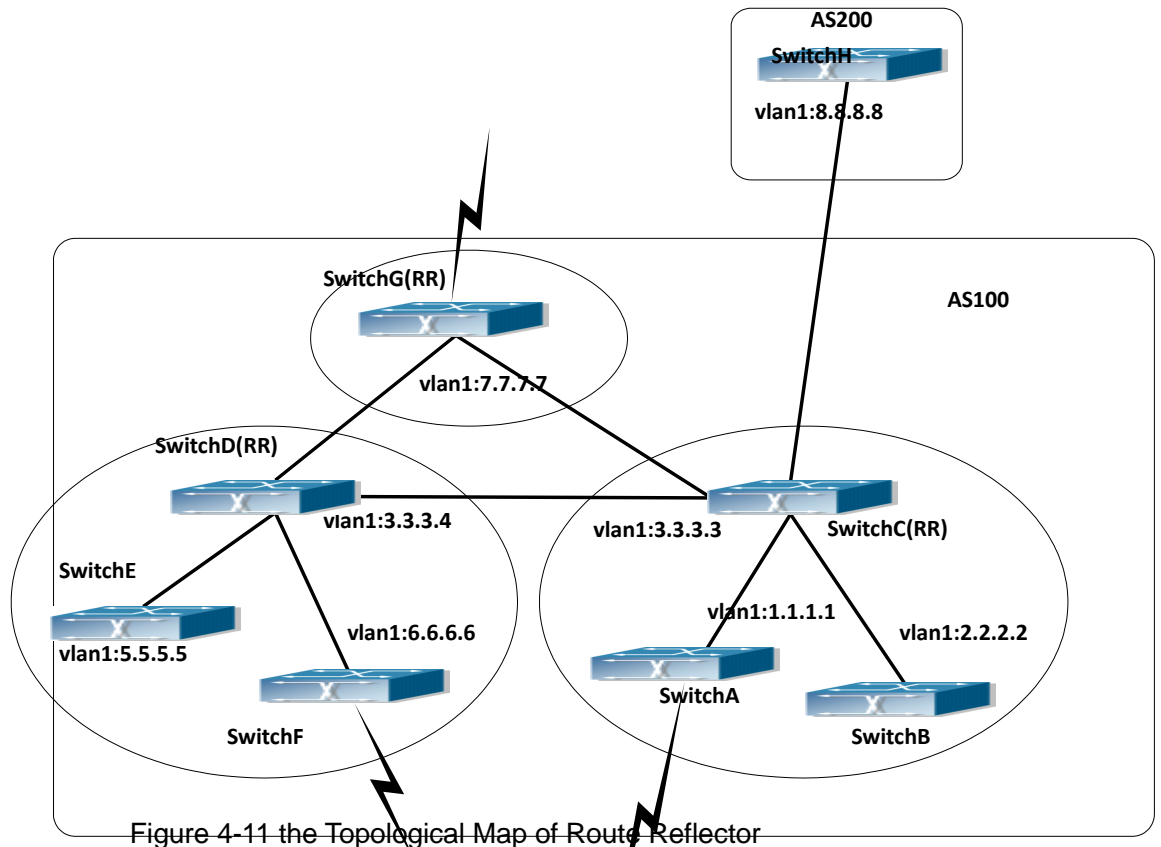 AS200
SwitchH
vlan1:8.8.8.8
SwitchG(RR)
AS100
vlan1:7.7.7.7
SwitchD(RR)
vlan1:3.3.3.4
vlan1:3.3.3.3
SwitchC(RR)
SwitchE
vlan1:1.1.1.1
vlan1:6.6.6.6
vlan1:2.2.2.2
vlan1:5.5.5.5
SwitchA
SwitchF
SwitchB
Figure 4-11 the Topological Map of Route Reflector